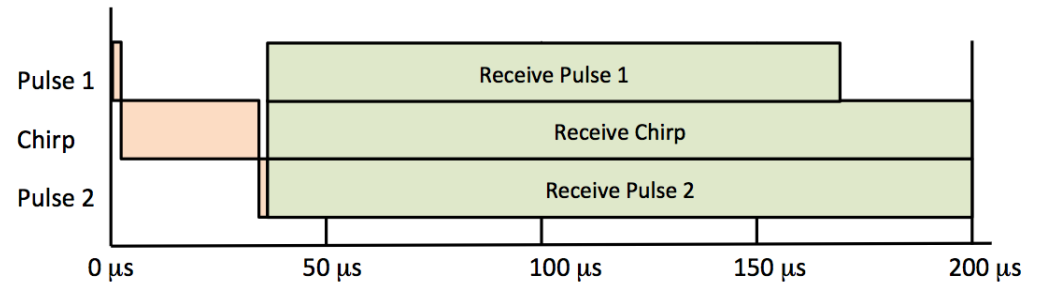 Pulse 1
Receive Pulse 1
Chirp
Receive Chirp
Pulse 2
Receive Pulse 2
0 μs
50 μs
100 μs
150 μs
200 μs